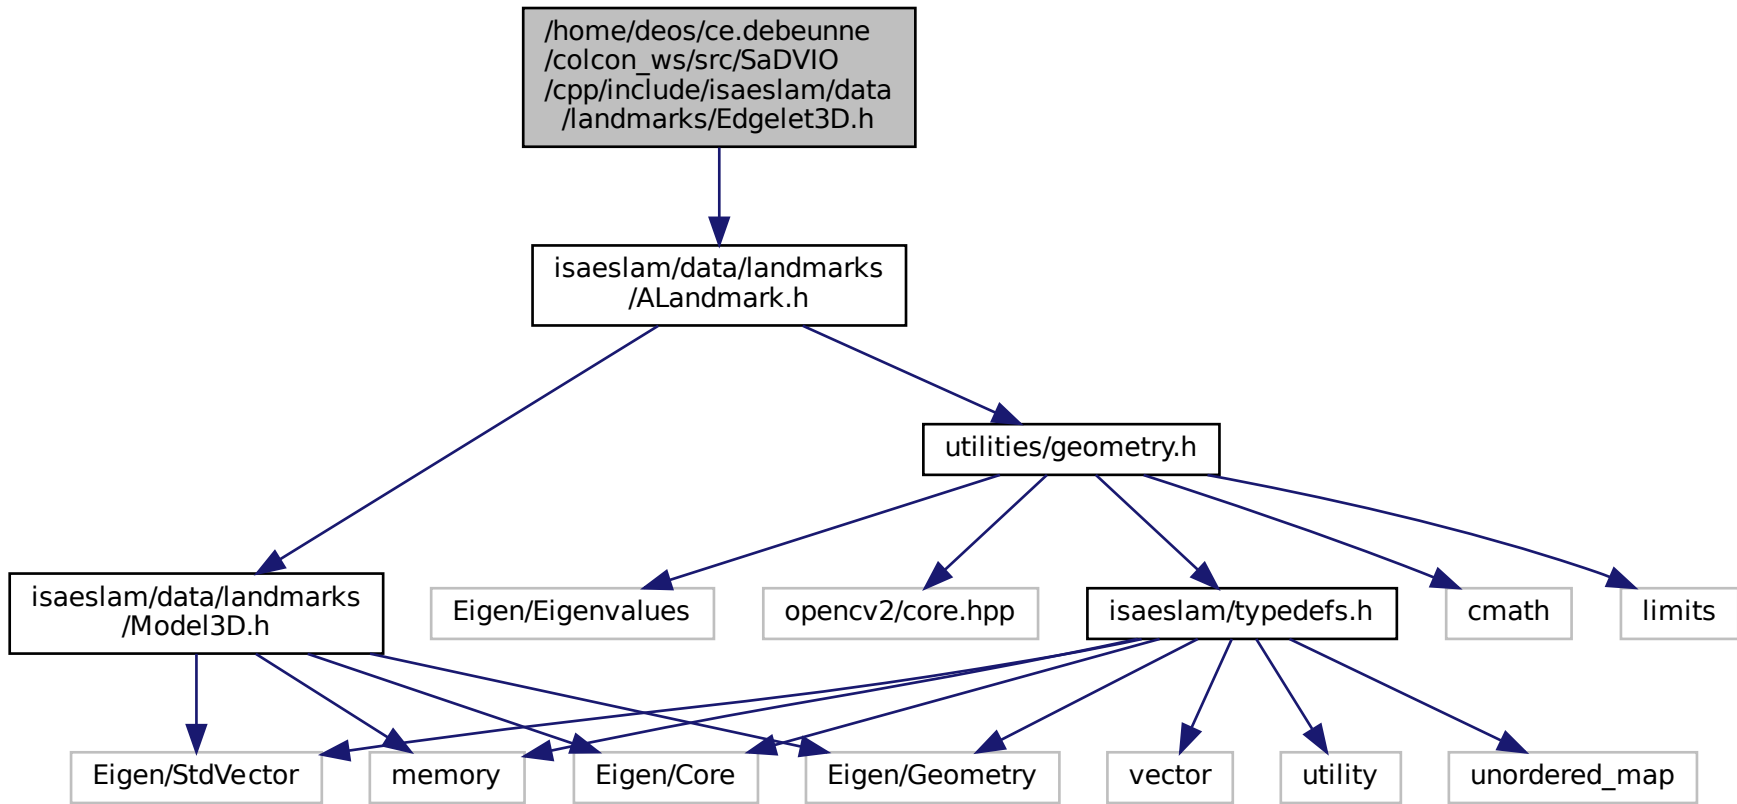 /home/deos/ce.debeunne
/colcon_ws/src/SaDVIO
/cpp/include/isaeslam/data
/landmarks/Edgelet3D.h
isaeslam/data/landmarks
/ALandmark.h
utilities/geometry.h
isaeslam/data/landmarks
/Model3D.h
Eigen/Eigenvalues
opencv2/core.hpp
isaeslam/typedefs.h
cmath
limits
Eigen/StdVector
memory
Eigen/Core
Eigen/Geometry
vector
utility
unordered_map